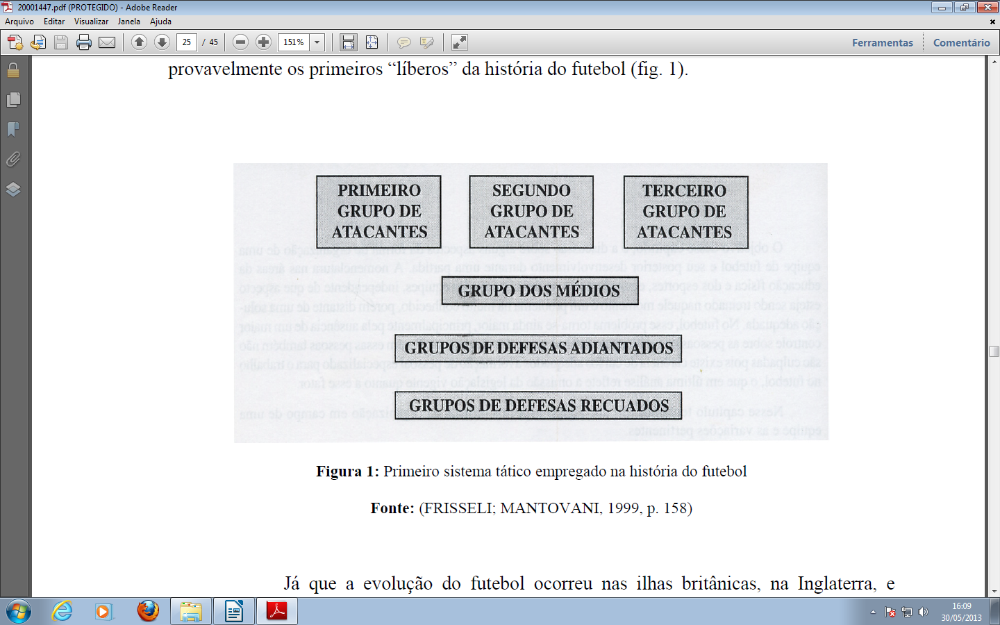 20001447.pdf (PROTEGIDO) - Adobe Reader
Arquivo Editar Visualizar Janela Ajuda
25 / 45 151% Ferramentas Comentário
provavelmente os primeiros “líberos” da história do futebol (fig. 1).
PRIMEIRO
GRUPO DE
ATACANTES
SEGUNDO
GRUPO DE
ATACANTES
TERCEIRO
GRUPO DE
ATACANTES
GRUPO DOS MÉDIOS
GRUPOS DE DEFESAS ADIANTADOS
GRUPOS DE DEFESAS RECUADOS
Figura 1: Primeiro sistema tático empregado na história do futebol
Fonte: (FRISSELI; MANTOVANI, 1999, p. 158)
Já que a evolução do futebol ocorreu nas ilhas britânicas, na Inglaterra, e
16:09
30/05/2013